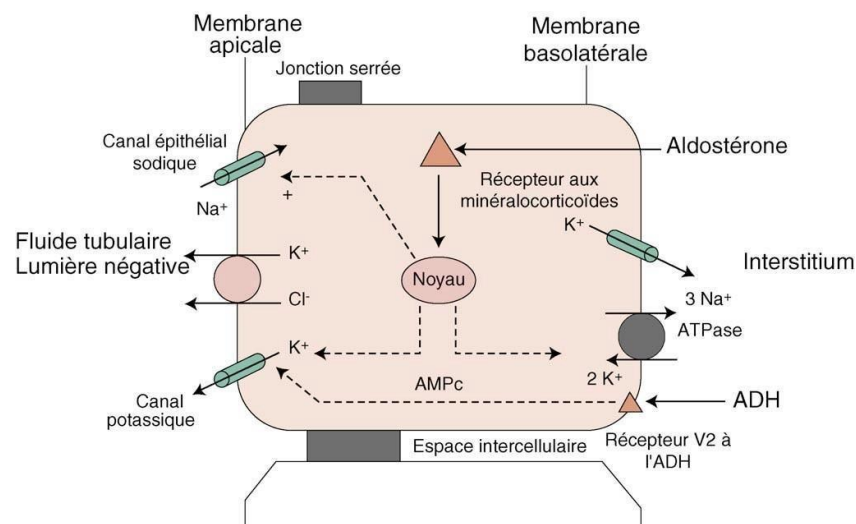 Membrane
apicale
Membrane
basolatérale
Jonction serrée
Canal épithélial
sodique
Aldostérone
Récepteur aux
minéralocorticoïdes
Na⁺
+
K⁺
Fluide tubulaire
Lumière négative
K⁺
Cl⁻
Noyau
Interstitium
3 Na⁺
ATPase
K⁺
2 K⁺
AMPc
Canal
potassique
ADH
Espace intercellulaire
Récepteur V2 à
l'ADH